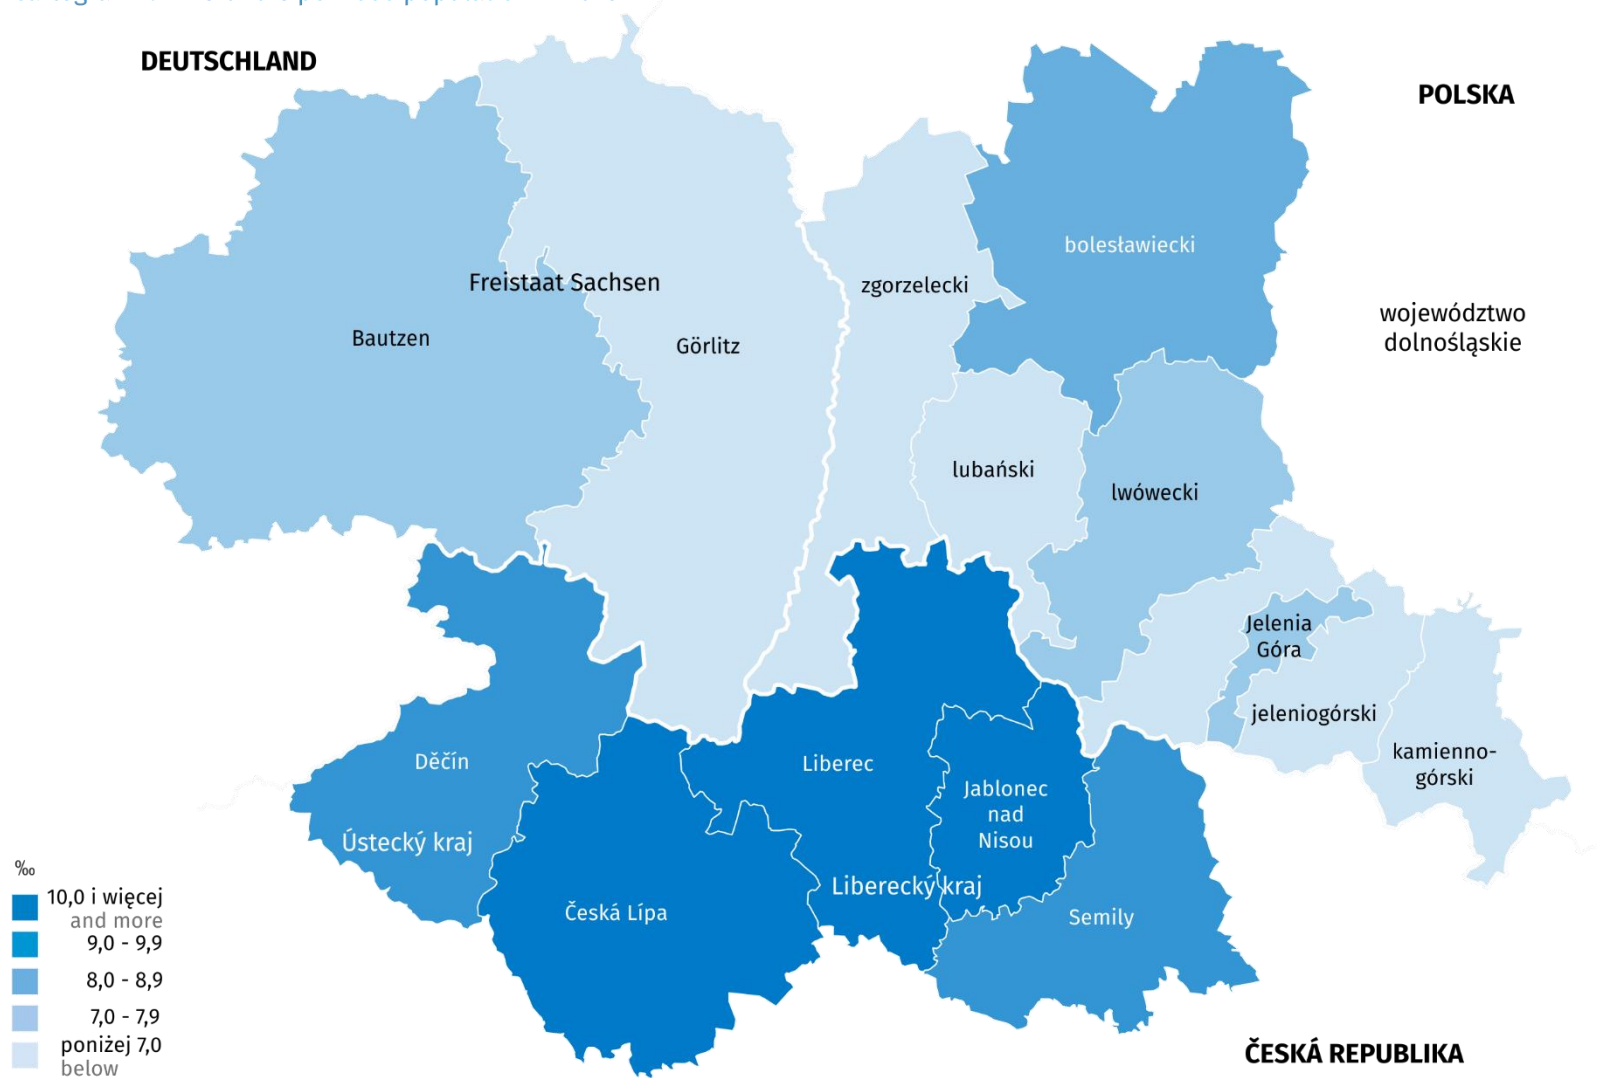 DEUTSCHLAND
POLSKA
bolesławiecki
Freistaat Sachsen
zgorzelecki
województwo
dolnośląskie
Bautzen
Görlitz
lubański
lwówecki
Jelenia
Góra
jeleniogórski
kamienno-
górski
Děčín
Liberec
Jablonec
nad
Nisou
Ústecký kraj
Liberecký kraj
Česká Lípa
Semily
‰
10,0 i więcej
and more
9,0 - 9,9
8,0 - 8,9
7,0 - 7,9
poniżej 7,0
below
ČESKÁ REPUBLIKA